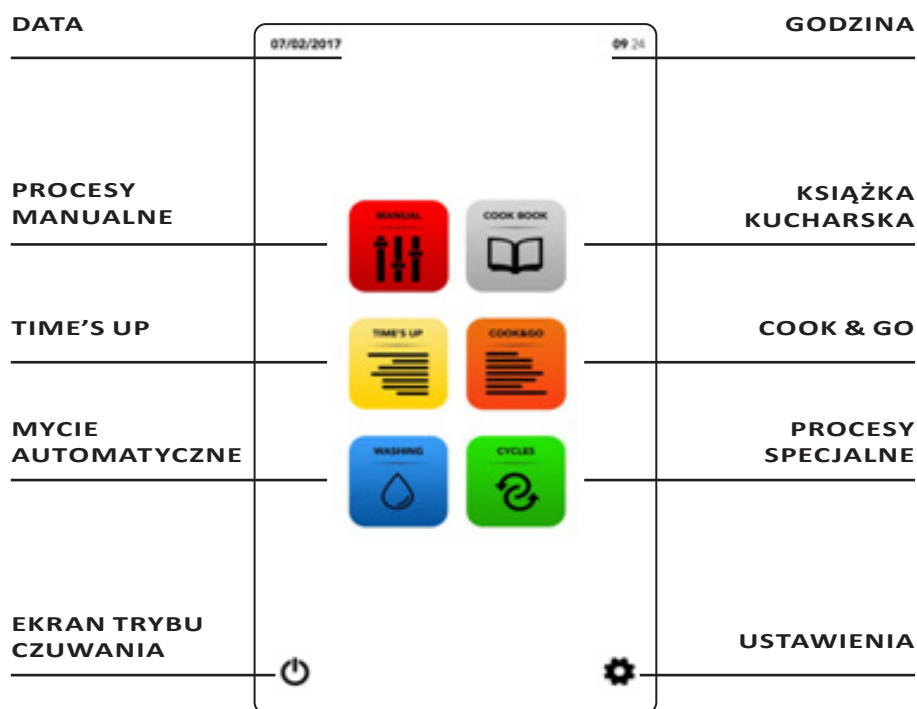 DATA
GODZINA
07/02/2017
09 24
PROCESY
MANUALNE
KSIĄŻKA
KUCHARSKA
MANUAL
COOK BOOK
TIME'S UP
COOK & GO
TIME'S UP
COOK&GO
MYCIE
AUTOMATYCZNE
PROCESY
SPECJALNE
WASHING
CYCLES
EKRAN TRYBU
CZUWANIA
USTAWIENIA